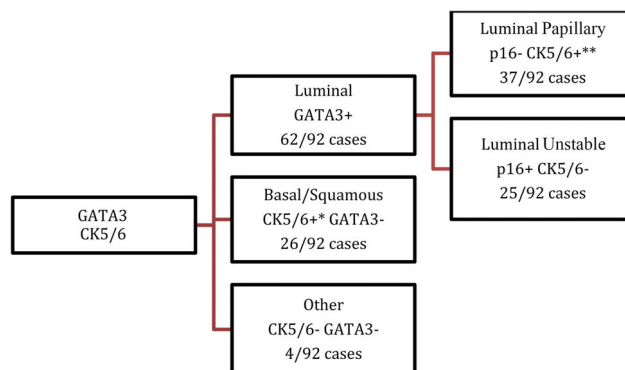 Luminal Papillary
p16- CK5/6+**
37/92 cases
Luminal
GATA3+
62/92 cases
Luminal Unstable
p16+ CK5/6-
25/92 cases
GATA3
CK5/6
Basal/Squamous
CK5/6+* GATA3-
26/92 cases
Other
CK5/6- GATA3-
4/92 cases